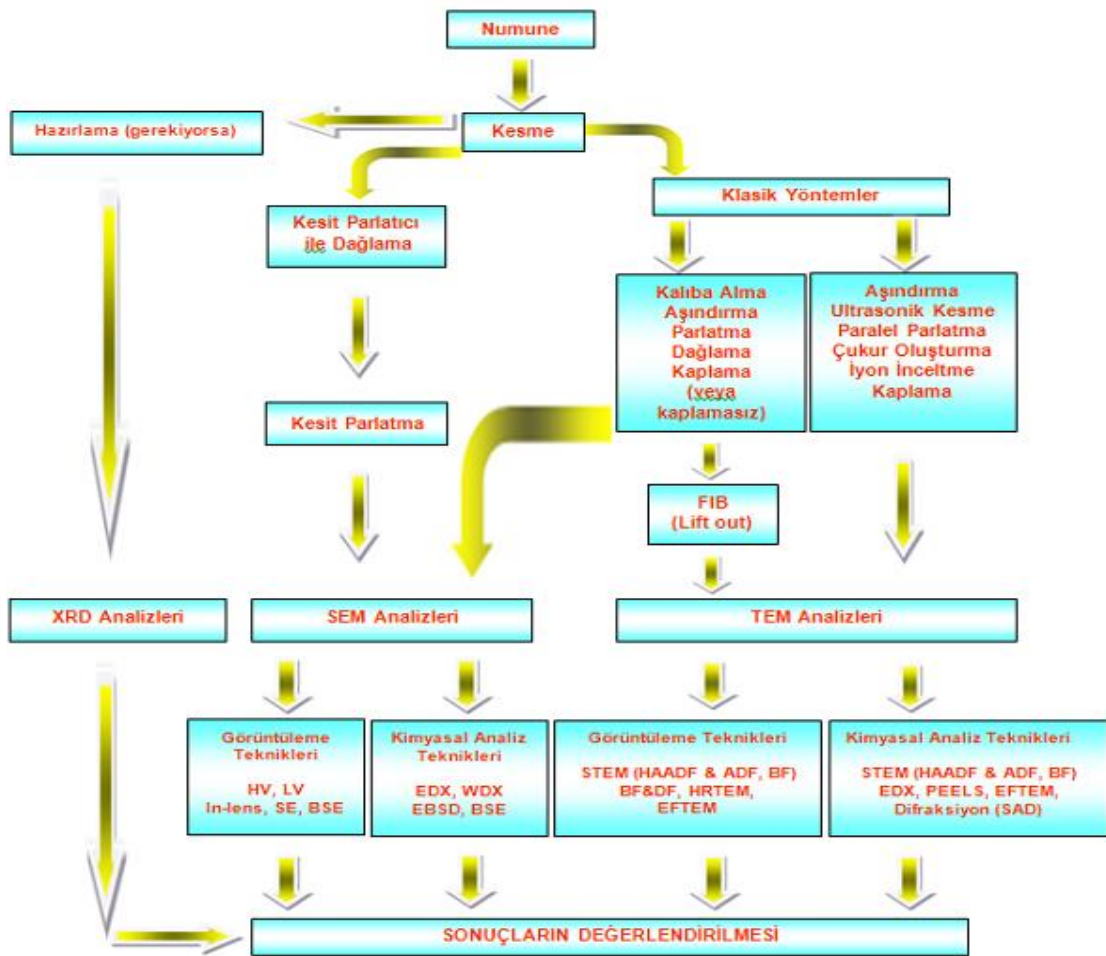 Numune
Kesme
Hazırlama (gerekiyorsa)
Klasik Yöntemler
Kesit Parlatıcı
ile Dağlama
Kalıba Alma
Aşındırma
Parlatma
Dağlama
Kaplama
(veya
kaplamasız)
Aşındırma
Ultrasonik Kesme
Paralel Parlatma
Çukur Oluşturma
İyon İnceltme
Kaplama
Kesit Parlatma
FIB
(Lift out)
XRD Analizleri
SEM Analizleri
TEM Analizleri
Görüntüleme
Teknikleri
HV, LV
In-lens, SE, BSE
Kimyasal Analiz
Teknikleri
EDX, WDX
EBSD, BSE
Görüntüleme Teknikleri
STEM (HAADF & ADF, BF)
BF&DF, HRTEM,
EFTEM
Kimyasal Analiz Teknikleri
STEM (HAADF & ADF, BF)
EDX, PEELS, EFTEM,
Difraksiyon (SAD)
SONUÇLARIN DEĞERLENDİRİLMESİ